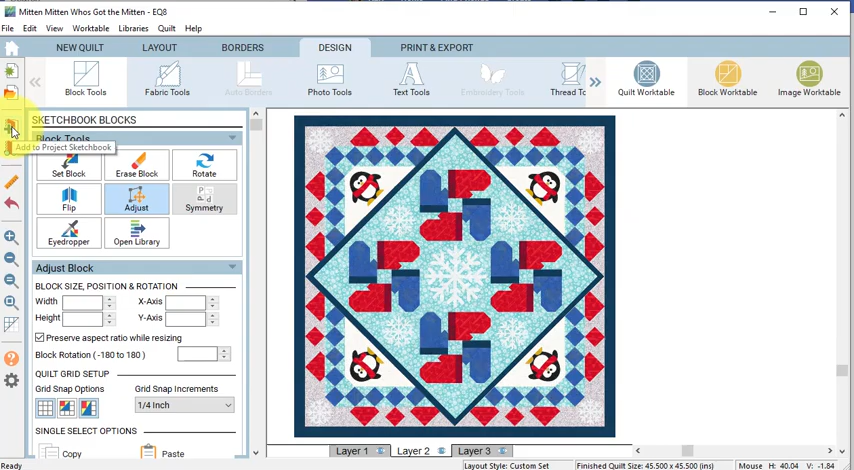 Mitten Mitten Whos Got the Mitten - EQ8
File Edit View Worktable Libraries Quilt Help
NEW QUILT LAYOUT BORDERS DESIGN PRINT & EXPORT
Block Tools Fabric Tools Auto Borders Photo Tools Text Tools Embroidery Tools Thread To Quilt Worktable Block Worktable Image Worktable
SKETCHBOOK BLOCKS
Block Tools
Add to Project Sketchbook
Set Block Erase Block Rotate
Flip Adjust Symmetry
Eyedropper Open Library
Adjust Block
BLOCK SIZE, POSITION & ROTATION
Width X-Axis
Height Y-Axis
Preserve aspect ratio while resizing
Block Rotation (-180 to 180 )
QUILT GRID SETUP
Grid Snap Options Grid Snap Increments
1/4 Inch
SINGLE SELECT OPTIONS
Copy Paste
Layer 1 Layer 2 Layer 3
Ready Layout Style: Custom Set Finished Quilt Size: 45.500 x 45.500 (ins) Mouse H: 40.04 V: -1.84